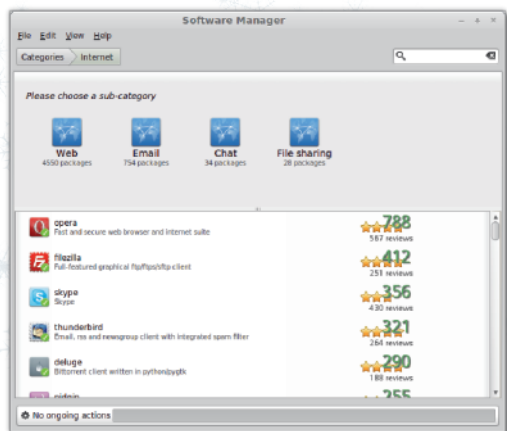 Software Manager
File Edit View Help
Categories Internet
Please choose a sub-category
Web
4550 packages
Email
754 packages
Chat
34 packages
File sharing
28 packages
opera
Fast and secure web browser and internet suite
788
567 reviews
filezilla
Full-featured graphical ftp/ftps/sftp client
412
251 reviews
skype
Skype
356
430 reviews
thunderbird
Email, rss and newsgroup client with integrated spam filter
321
264 reviews
deluge
Bittorrent client written in python/pygtk
290
188 reviews
pidgin
255
No ongoing actions